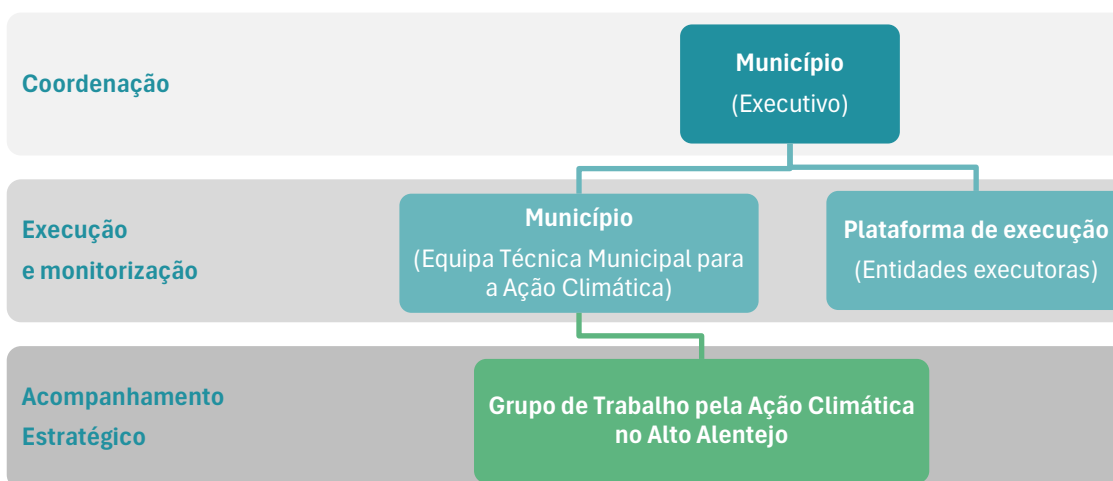 Coordenação
Município
(Executivo)
Execução
e monitorização
Município
(Equipa Técnica Municipal para
a Ação Climática)
Plataforma de execução
(Entidades executoras)
Acompanhamento
Estratégico
Grupo de Trabalho pela Ação Climática
no Alto Alentejo